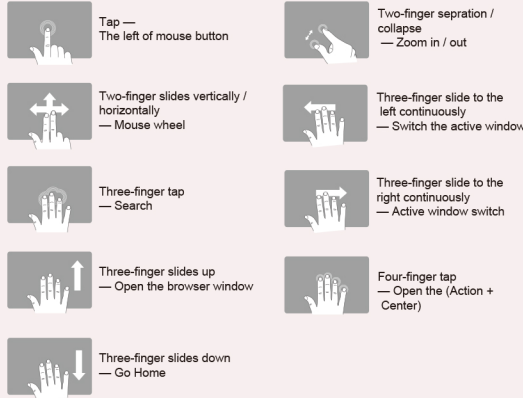 Tap —
The left of mouse button
Two-finger slides vertically /
horizontally
— Mouse wheel
Three-finger tap
— Search
Three-finger slides up
— Open the browser window
Three-finger slides down
— Go Home
Two-finger sepration /
collapse
— Zoom in / out
Three-finger slide to the
left continuously
— Switch the active window
Three-finger slide to the
right continuously
— Active window switch
Four-finger tap
— Open the (Action +
Center)